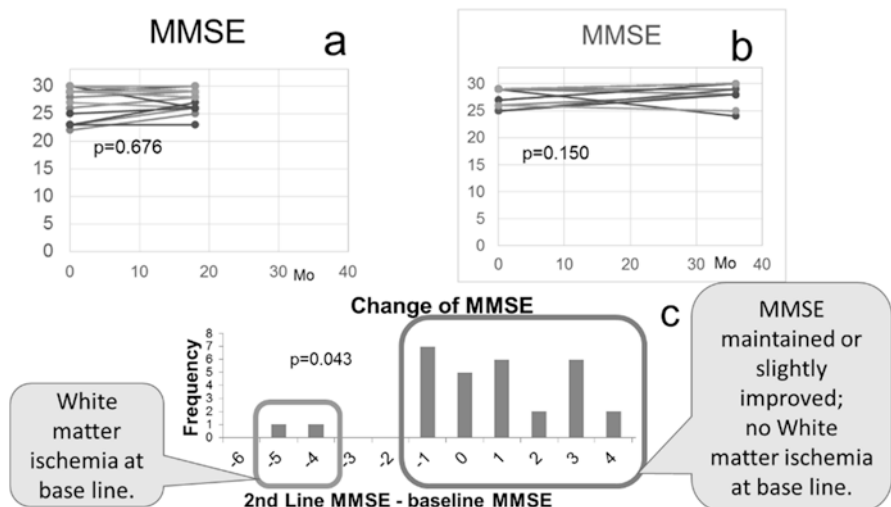 MMSE
a
30
25
20
15
10
5
0
p=0.676
0
10
20
30
40
Mo
MMSE
b
30
25
20
15
10
5
0
p=0.150
0
10
20
30
40
Mo
Change of MMSE
c
Frequency
8
7
6
5
4
3
2
1
0
p=0.043
-6
-5
-4
-3
-2
-1
0
1
2
3
4
2nd Line MMSE - baseline MMSE
White
matter
ischemia at
base line.
MMSE
maintained or
slightly
improved;
no White
matter ischemia
at base line.